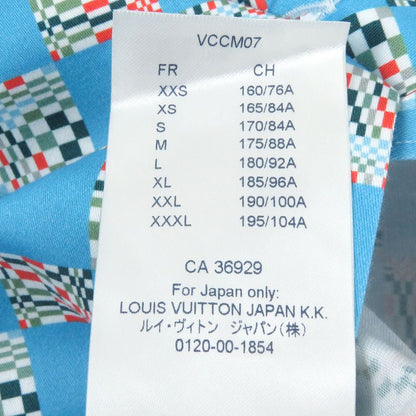 VCCM07
FR CH
XXS 160/76A
XS 165/84A
S 170/84A
M 175/88A
L 180/92A
XL 185/96A
XXL 190/100A
XXXL 195/104A
CA 36929
For Japan only:
LOUIS VUITTON JAPAN K.K.
ルイ・ヴィトン ジャパン(株)
0120-00-1854